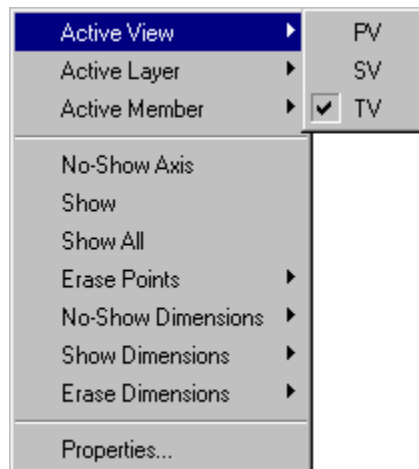 Active View
PV
Active Layer
SV
Active Member
TV
No-Show Axis
Show
Show All
Erase Points
No-Show Dimensions
Show Dimensions
Erase Dimensions
Properties...